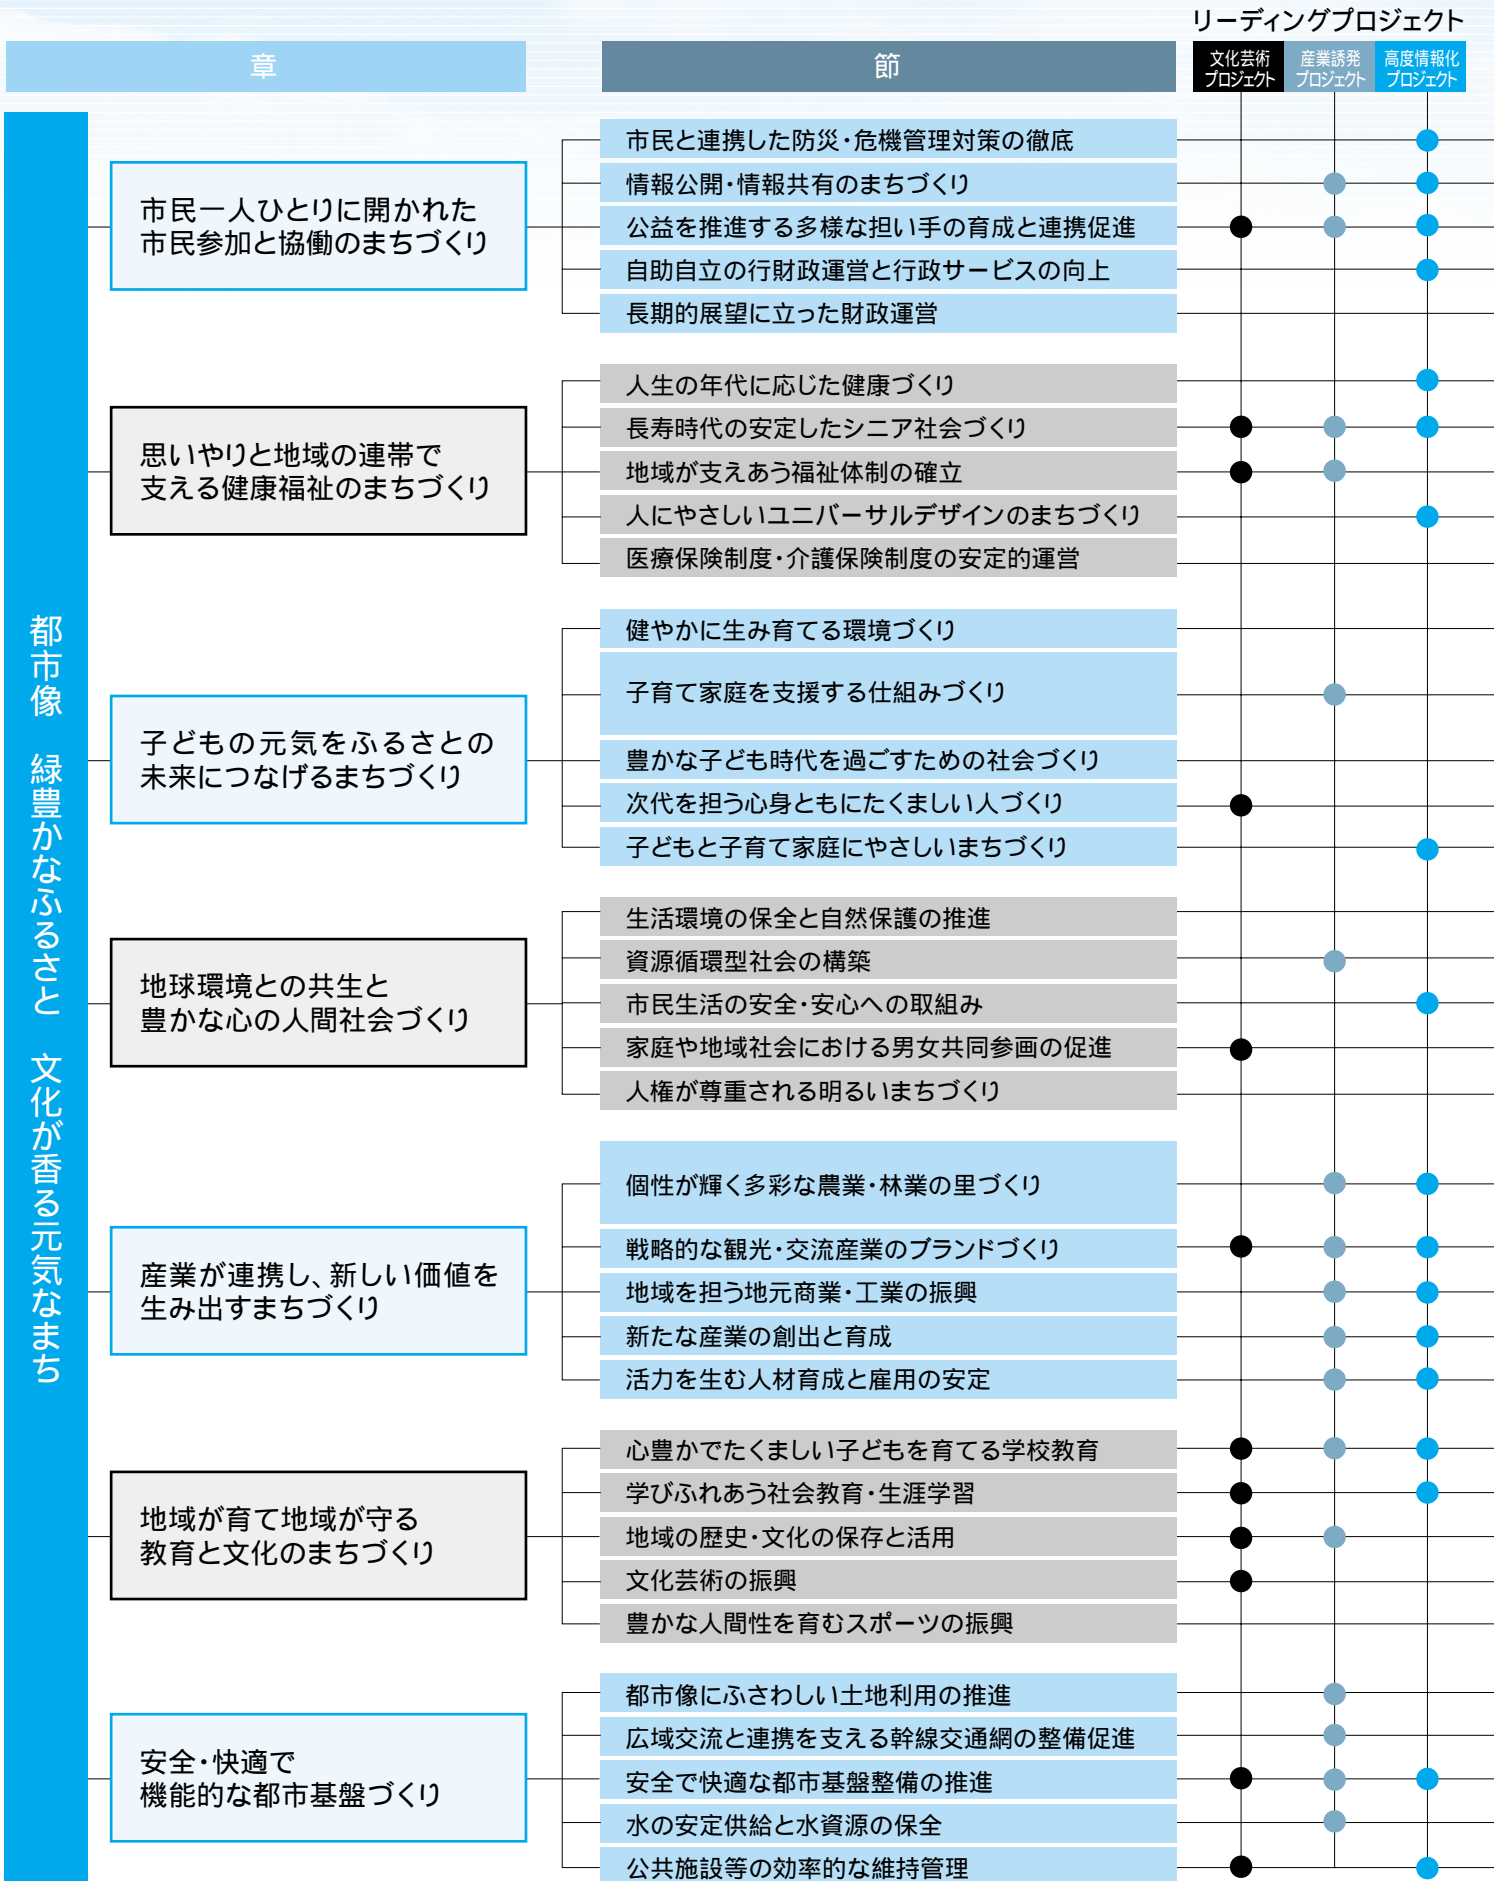 リーディングプロジェクト
章
節
文化芸術
プロジェクト
産業誘発
プロジェクト
高度情報化
プロジェクト
都市像　緑豊かなふるさと　文化が香る元気なまち
市民一人ひとりに開かれた
市民参加と協働のまちづくり
市民と連携した防災・危機管理対策の徹底
情報公開・情報共有のまちづくり
公益を推進する多様な担い手の育成と連携促進
自助自立の行財政運営と行政サービスの向上
長期的展望に立った財政運営
思いやりと地域の連帯で
支える健康福祉のまちづくり
人生の年代に応じた健康づくり
長寿時代の安定したシニア社会づくり
地域が支えあう福祉体制の確立
人にやさしいユニバーサルデザインのまちづくり
医療保険制度・介護保険制度の安定的運営
子どもの元気をふるさとの
未来につなげるまちづくり
健やかに生み育てる環境づくり
子育て家庭を支援する仕組みづくり
豊かな子ども時代を過ごすための社会づくり
次代を担う心身ともにたくましい人づくり
子どもと子育て家庭にやさしいまちづくり
地球環境との共生と
豊かな心の人間社会づくり
生活環境の保全と自然保護の推進
資源循環型社会の構築
市民生活の安全・安心への取組み
家庭や地域社会における男女共同参画の促進
人権が尊重される明るいまちづくり
産業が連携し、新しい価値を
生み出すまちづくり
個性が輝く多彩な農業・林業の里づくり
戦略的な観光・交流産業のブランドづくり
地域を担う地元商業・工業の振興
新たな産業の創出と育成
活力を生む人材育成と雇用の安定
地域が育て地域が守る
教育と文化のまちづくり
心豊かでたくましい子どもを育てる学校教育
学びふれあう社会教育・生涯学習
地域の歴史・文化の保存と活用
文化芸術の振興
豊かな人間性を育むスポーツの振興
安全・快適で
機能的な都市基盤づくり
都市像にふさわしい土地利用の推進
広域交流と連携を支える幹線交通網の整備促進
安全で快適な都市基盤整備の推進
水の安定供給と水資源の保全
公共施設等の効率的な維持管理